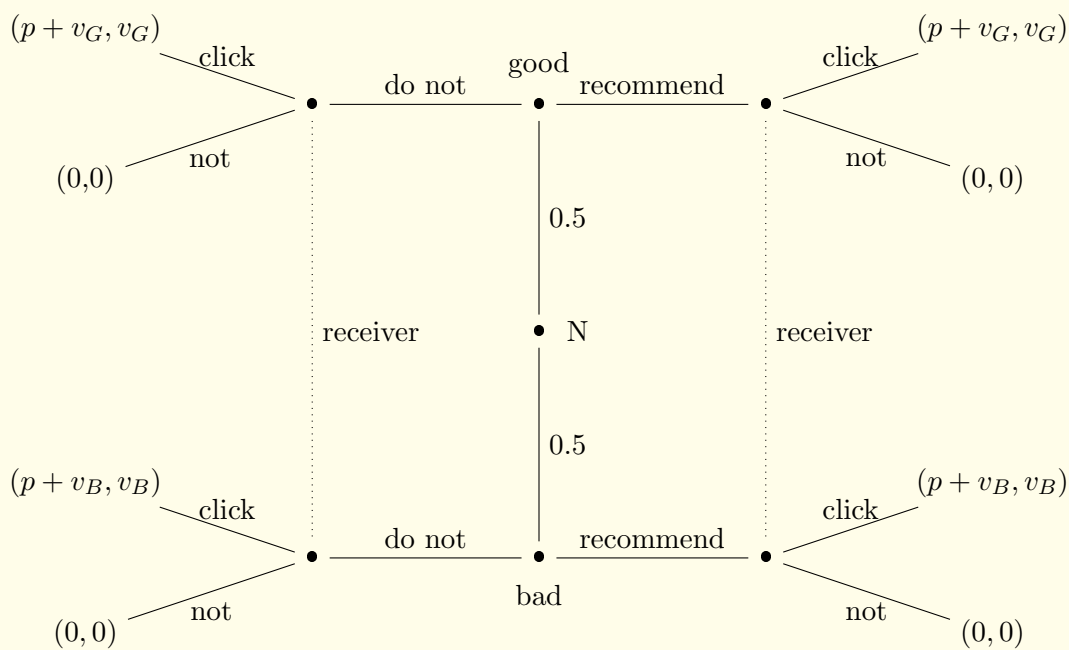 (p + v_G, v_G) (p + v_G, v_G)
click good click
do not recommend
not not
(0,0) (0, 0)
0.5
receiver N receiver
0.5
(p + v_B, v_B) (p + v_B, v_B)
click click
do not recommend
not bad not
(0, 0) (0, 0)